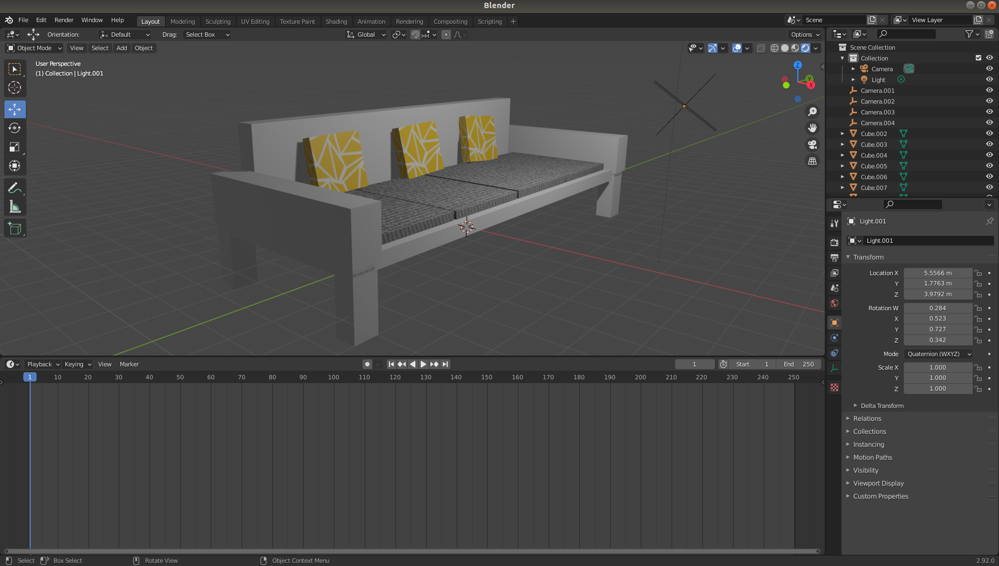 Blender
File Edit Render Window Help Layout Modeling Sculpting UV Editing Texture Paint Shading Animation Rendering Compositing Scripting + Scene View Layer
Orientation: Default Drag: Select Box Global Options
Object Mode View Select Add Object
User Perspective
(1) Collection | Light.001
Z
Y
X
Scene Collection
Collection
Camera
Light
Camera.001
Camera.002
Camera.003
Camera.004
Cube.002
Cube.003
Cube.004
Cube.005
Cube.006
Cube.007
Light.001
Light.001
Transform
Location X 5.5566 m
Y 1.7763 m
Z 3.9792 m
Rotation W 0.284
X 0.523
Y 0.727
Z 0.342
Mode Quaternion (WXYZ)
Scale X 1.000
Y 1.000
Z 1.000
Delta Transform
Relations
Collections
Instancing
Motion Paths
Visibility
Viewport Display
Custom Properties
Playback Keying View Marker 1 Start 1 End 250
1 10 20 30 40 50 60 70 80 90 100 110 120 130 140 150 160 170 180 190 200 210 220 230 240 250
Select Box Select Rotate View Object Context Menu 2.92.0